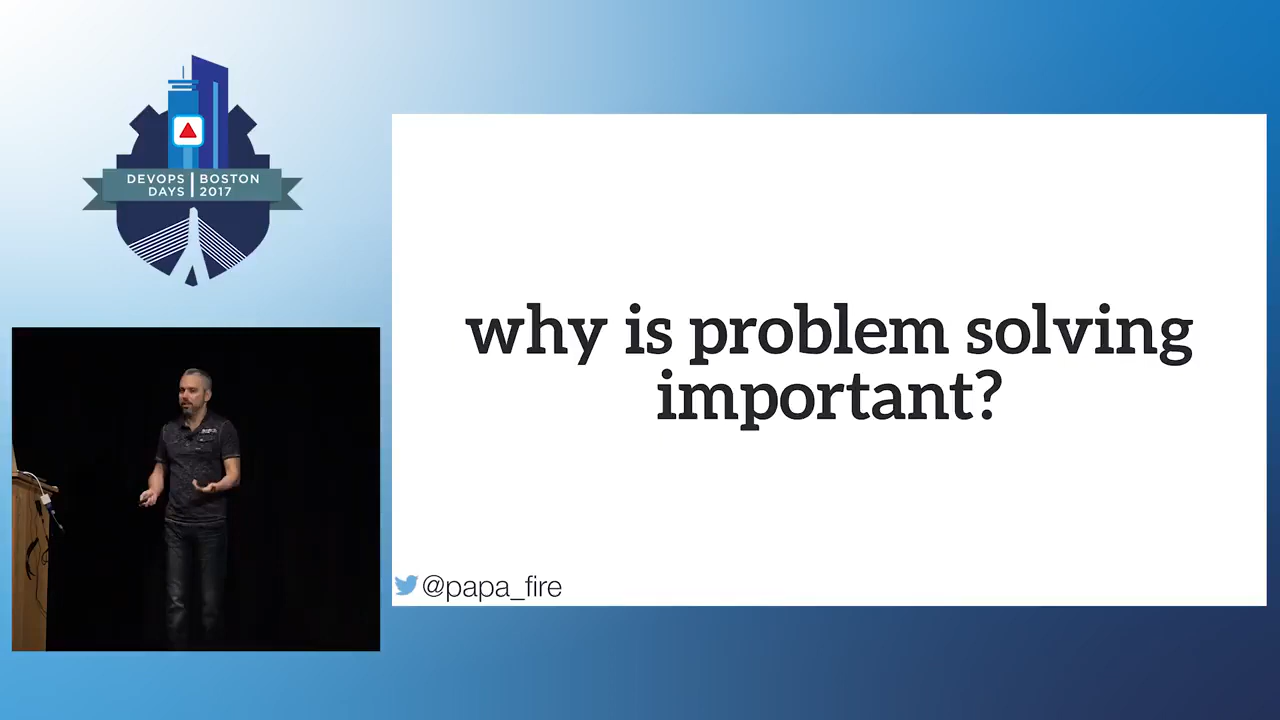 DEVOPS DAYS
BOSTON 2017
why is problem solving
important?
@papa_fire